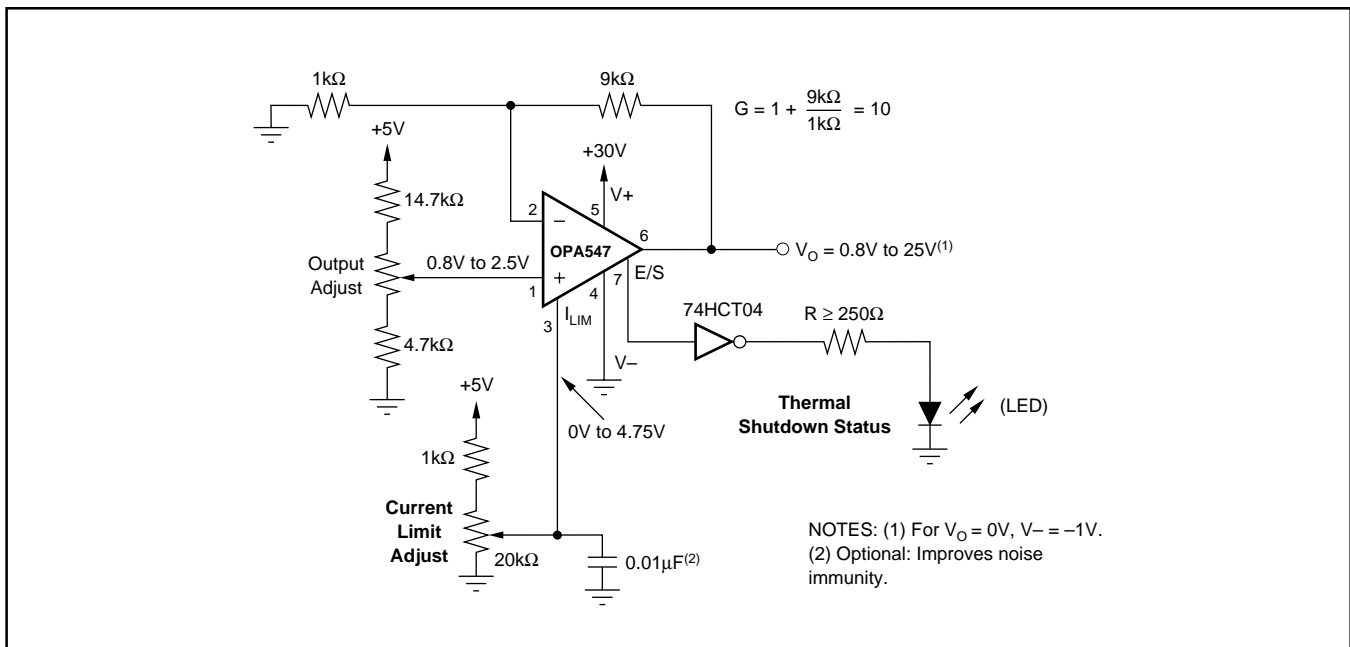 1kΩ
9kΩ
G = 1 + 9kΩ/1kΩ = 10
+5V
+30V
V+
14.7kΩ
2
–
5
6
OPA547
VO = 0.8V to 25V(1)
Output
Adjust
0.8V to 2.5V
+
E/S
1
4
7
3
ILIM
74HCT04
R ≥ 250Ω
4.7kΩ
V–
+5V
Thermal
Shutdown Status
(LED)
0V to 4.75V
1kΩ
Current
Limit
Adjust
20kΩ
0.01µF(2)
NOTES: (1) For VO = 0V, V– = –1V.
(2) Optional: Improves noise
immunity.